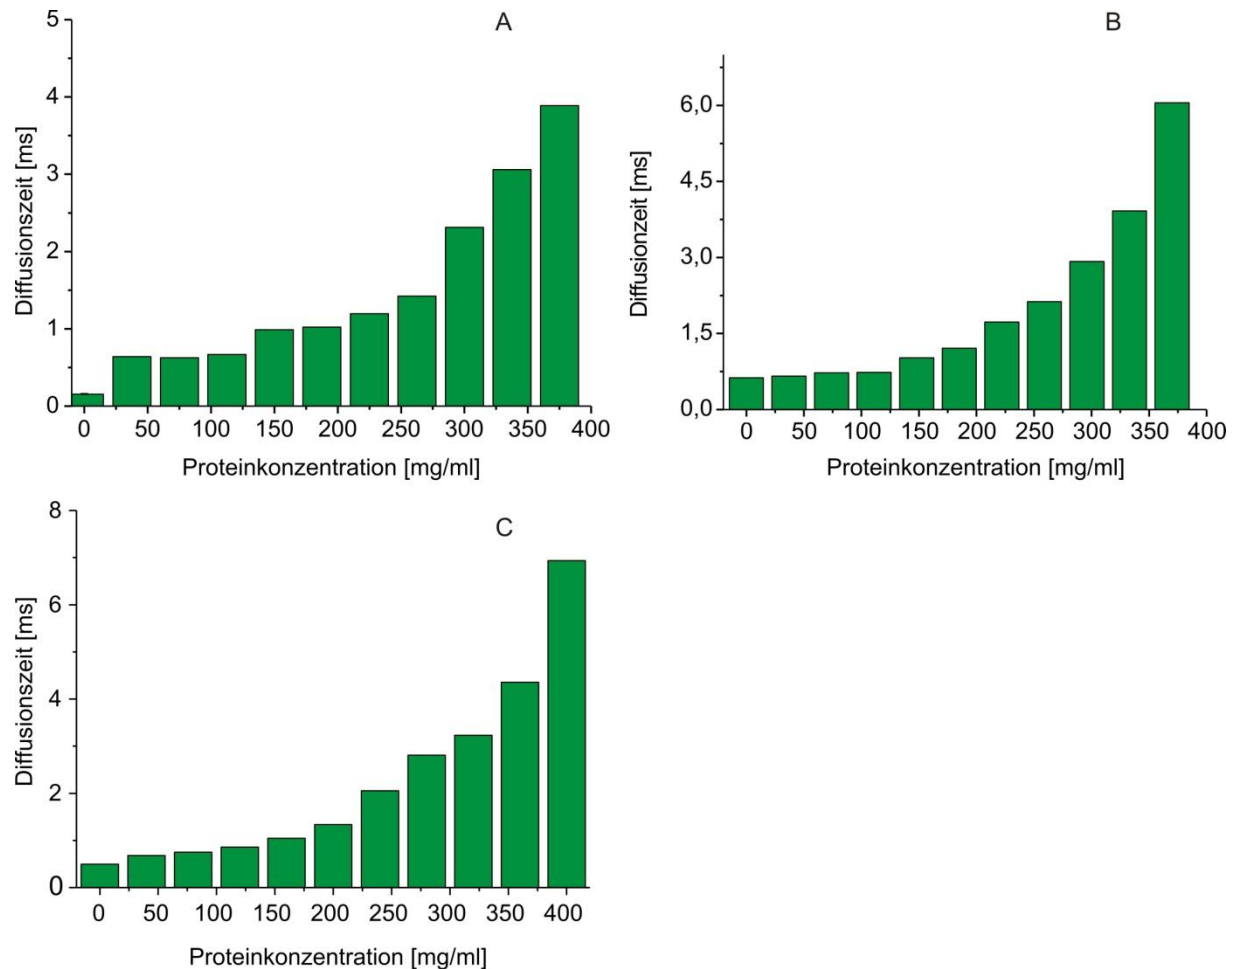 A
Diffusionszeit [ms]
5
4
3
2
1
0
0 50 100 150 200 250 300 350 400
Proteinkonzentration [mg/ml]
B
Diffusionzeit [ms]
6,0
4,5
3,0
1,5
0,0
0 50 100 150 200 250 300 350 400
Proteinkonzentration [mg/ml]
C
Diffusionszeit [ms]
8
6
4
2
0
0 50 100 150 200 250 300 350 400
Proteinkonzentration [mg/ml]